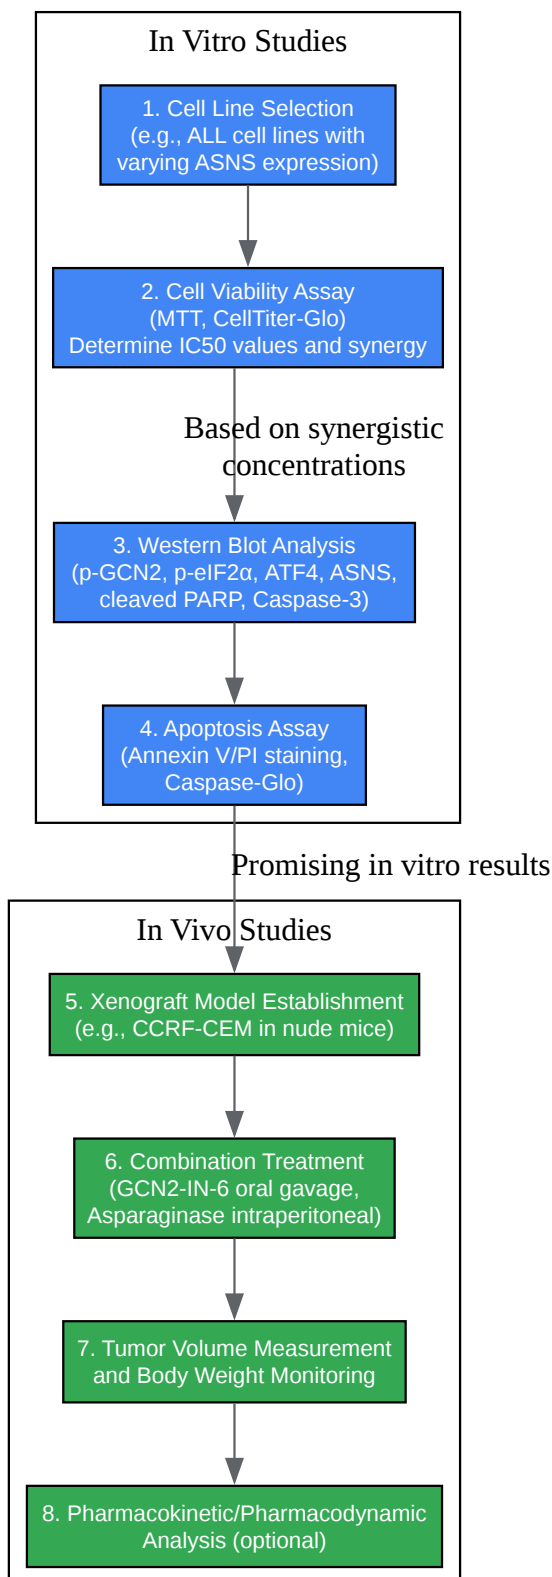 In Vitro Studies
1. Cell Line Selection
(e.g., ALL cell lines with
varying ASNS expression)
2. Cell Viability Assay
(MTT, CellTiter-Glo)
Determine IC50 values and synergy
Based on synergistic
concentrations
3. Western Blot Analysis
(p-GCN2, p-eIF2α, ATF4, ASNS,
cleaved PARP, Caspase-3)
4. Apoptosis Assay
(Annexin V/PI staining,
Caspase-Glo)
Promising in vitro results
In Vivo Studies
5. Xenograft Model Establishment
(e.g., CCRF-CEM in nude mice)
6. Combination Treatment
(GCN2-IN-6 oral gavage,
Asparaginase intraperitoneal)
7. Tumor Volume Measurement
and Body Weight Monitoring
8. Pharmacokinetic/Pharmacodynamic
Analysis (optional)